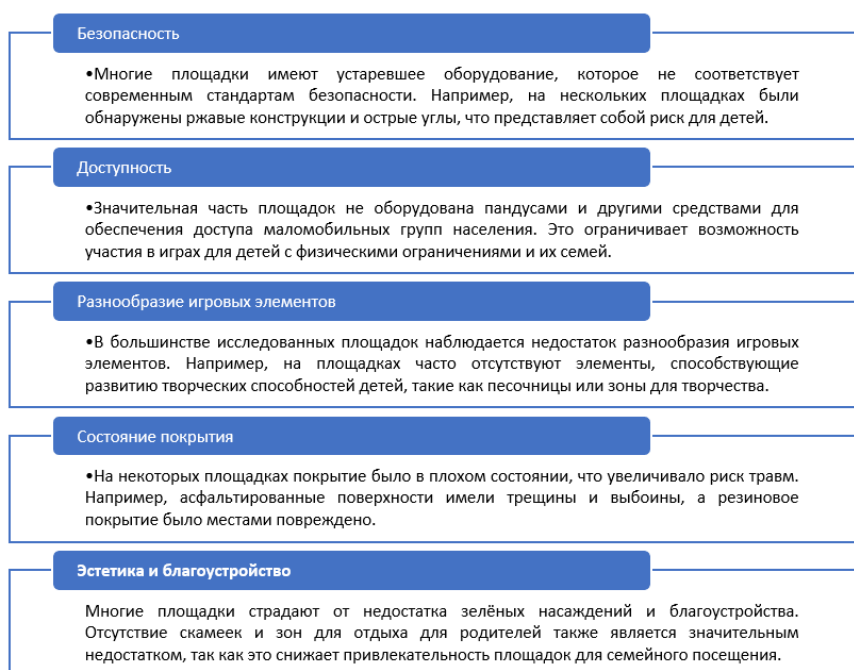 Безопасность
•Многие площадки имеют устаревшее оборудование, которое не соответствует
современным стандартам безопасности. Например, на нескольких площадках были
обнаружены ржавые конструкции и острые углы, что представляет собой риск для детей.
Доступность
•Значительная часть площадок не оборудована пандусами и другими средствами для
обеспечения доступа маломобильных групп населения. Это ограничивает возможность
участия в играх для детей с физическими ограничениями и их семей.
Разнообразие игровых элементов
•В большинстве исследованных площадок наблюдается недостаток разнообразия игровых
элементов. Например, на площадках часто отсутствуют элементы, способствующие
развитию творческих способностей детей, такие как песочницы или зоны для творчества.
Состояние покрытия
•На некоторых площадках покрытие было в плохом состоянии, что увеличивало риск травм.
Например, асфальтированные поверхности имели трещины и выбоины, а резиновое
покрытие было местами повреждено.
Эстетика и благоустройство
Многие площадки страдают от недостатка зелёных насаждений и благоустройства.
Отсутствие скамеек и зон для отдыха для родителей также является значительным
недостатком, так как это снижает привлекательность площадок для семейного посещения.